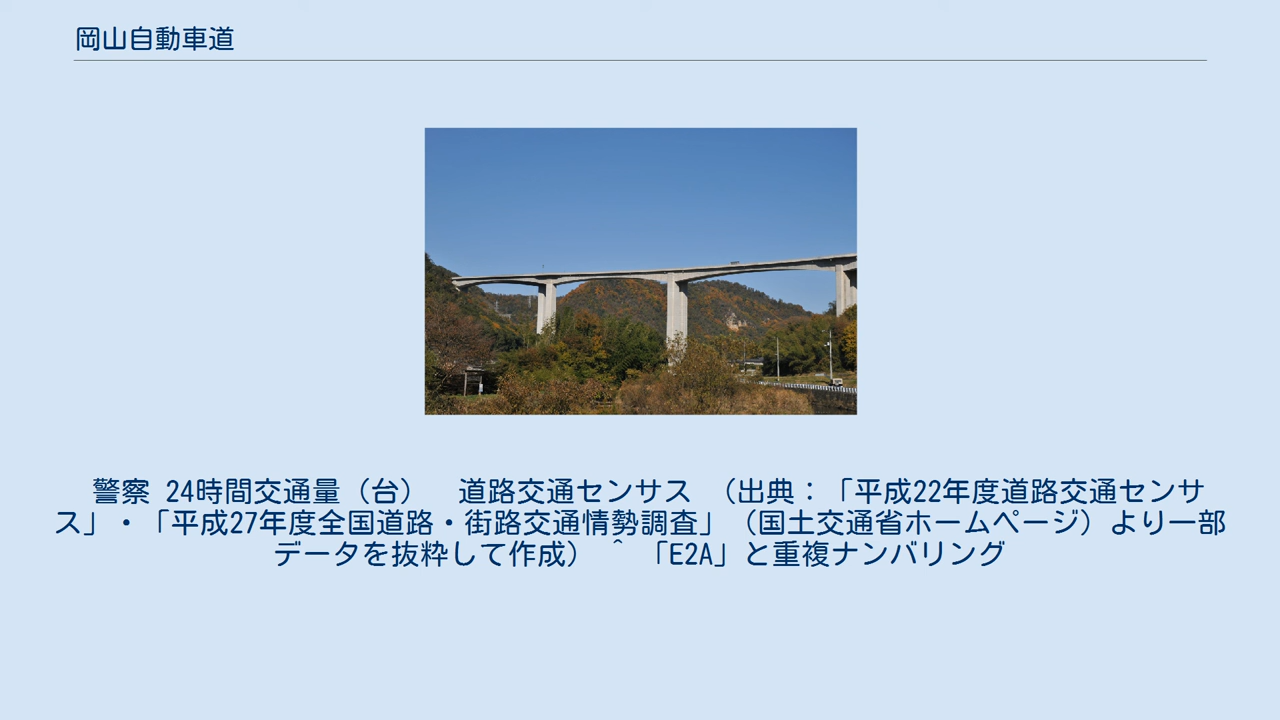 岡山自動車道
警察 24時間交通量（台）　道路交通センサス　（出典：「平成22年度道路交通センサ
ス」・「平成27年度全国道路・街路交通情勢調査」（国土交通省ホームページ）より一部
データを抜粋して作成）　^　「E2A」と重複ナンバリング